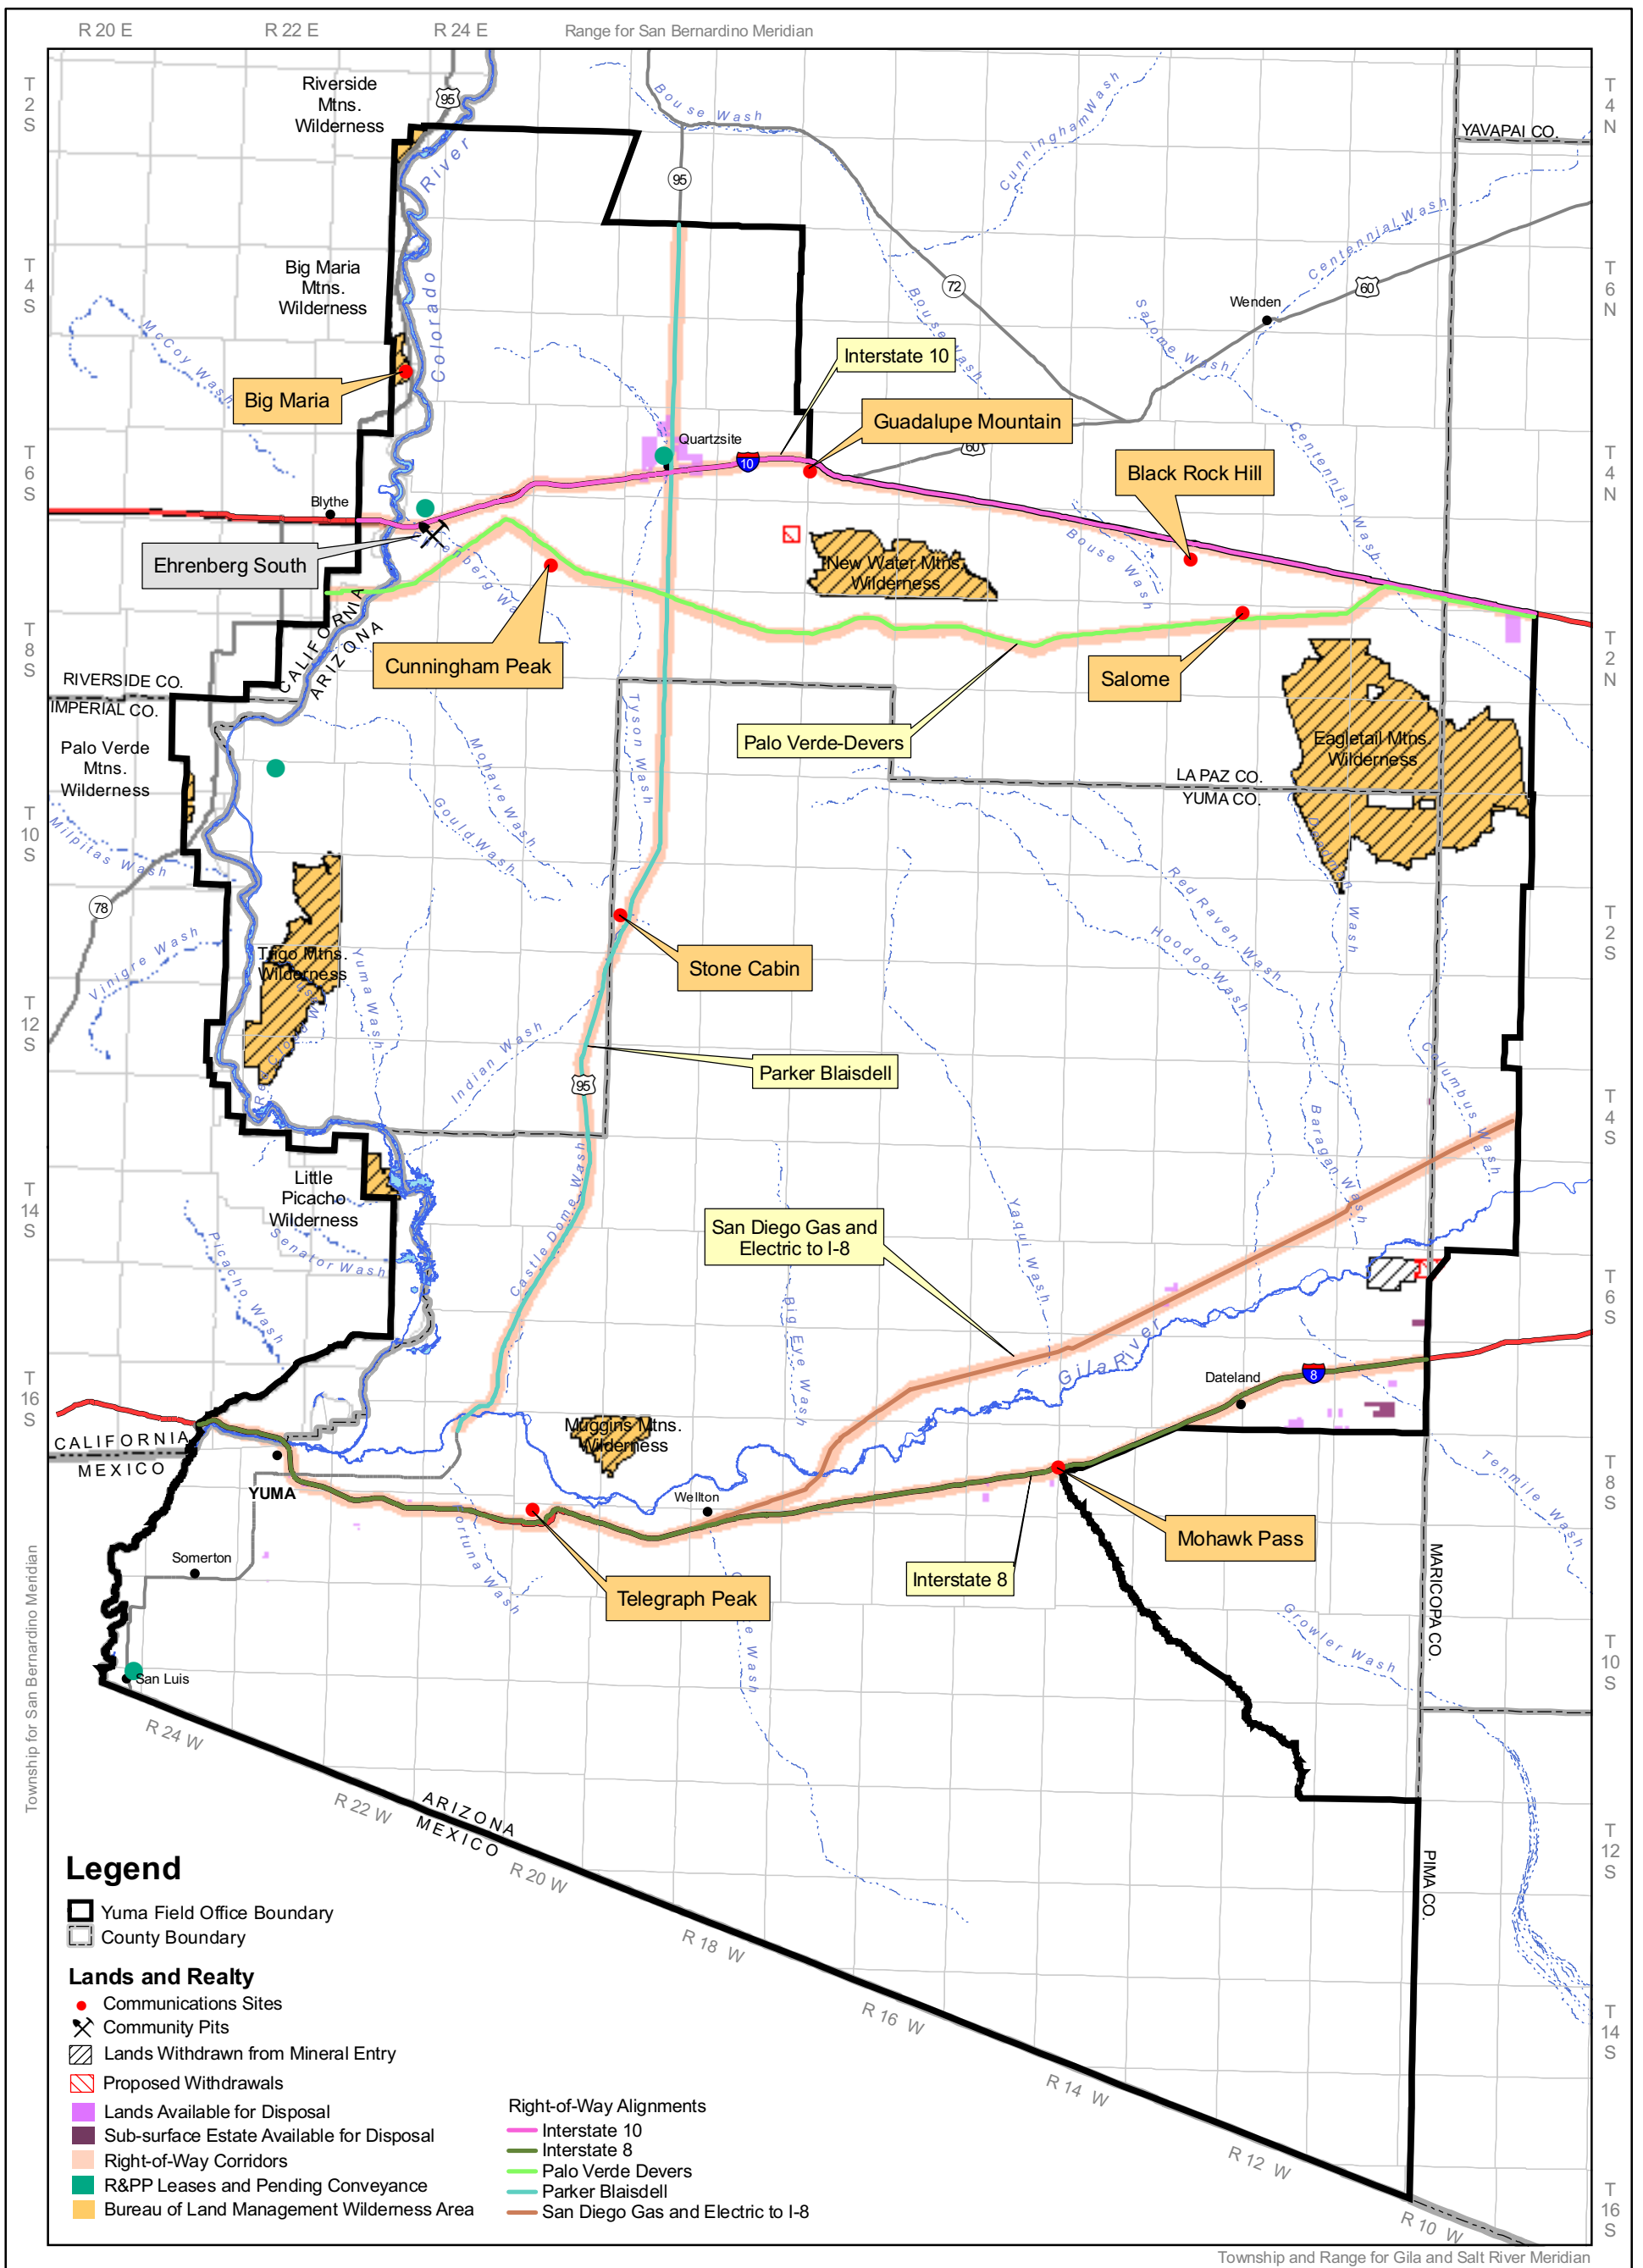 R 20 E
R 22 E
R 24 E
Range for San Bernardino Meridian
T
2
S
T
4
S
T
6
S
T
8
S
T
10
S
T
12
S
T
14
S
T
16
S
Township for San Bernardino Meridian
T
4
N
T
6
N
T
4
N
T
2
N
T
2
S
T
4
S
T
6
S
T
8
S
T
10
S
T
12
S
T
14
S
T
16
S
Riverside
Mtns.
Wilderness
95
River
Colorado
Bouse Wash
Cunningham Wash
YAVAPAI CO.
95
Centennial Wash
Big Maria
Mtns.
Wilderness
72
60
Wenden
Bouse Wash
Salome Wash
McCoy Wash
Interstate 10
Big Maria
Guadalupe Mountain
60
Quartzsite
10
Centennial Wash
Black Rock Hill
Blythe
Ehrenberg South
Bouse Wash
New Water Mtns.
Wilderness
CALIFORNIA
ARIZONA
Cunningham Peak
Salome
RIVERSIDE CO.
IMPERIAL CO.
Tyson Wash
Palo Verde-Devers
Eagletail Mtns.
Wilderness
Palo Verde
Mtns.
Wilderness
Mohave Wash
LA PAZ CO.
YUMA CO.
Gould Wash
Milpitas Wash
Wash
78
Red Raven Wash
Hoodoo Wash
Vinigre Wash
Trigo Mtns.
Wilderness
Yuma Wash
Stone Cabin
Indian Wash
Parker Blaisdell
95
Columbus Wash
Baragan Wash
Castle Dome Wash
Little
Picacho
Wilderness
Picacho Wash
Senator Wash
San Diego Gas and
Electric to I-8
Yaqui Wash
Big Eye Wash
Gila River
Dateland
8
CALIFORNIA
MEXICO
Muggins Mtns.
Wilderness
YUMA
Wellton
Tenmile Wash
Mohawk Pass
Somerton
Fortuna Wash
Interstate 8
Telegraph Peak
Wash
MARICOPA CO.
Growler Wash
San Luis
R 24 W
R 22 W
ARIZONA
MEXICO
R 20 W
PIMA CO.
R 18 W
R 16 W
R 14 W
R 12 W
R 10 W
Legend
Yuma Field Office Boundary
County Boundary
Lands and Realty
Communications Sites
Community Pits
Lands Withdrawn from Mineral Entry
Proposed Withdrawals
Lands Available for Disposal
Sub-surface Estate Available for Disposal
Right-of-Way Corridors
R&PP Leases and Pending Conveyance
Bureau of Land Management Wilderness Area
Right-of-Way Alignments
Interstate 10
Interstate 8
Palo Verde Devers
Parker Blaisdell
San Diego Gas and Electric to I-8
Township and Range for Gila and Salt River Meridian